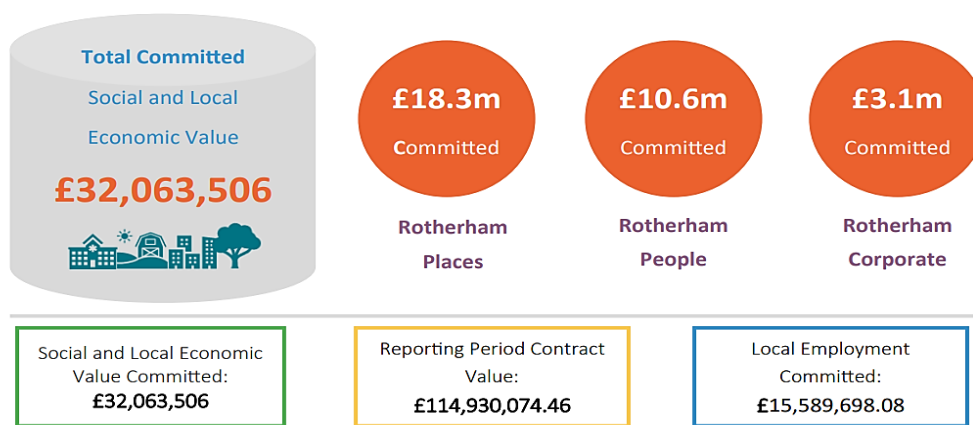 Total Committed
Social and Local
Economic Value
£32,063,506
£18.3m
Committed
Rotherham
Places
£10.6m
Committed
Rotherham
People
£3.1m
Committed
Rotherham
Corporate
Social and Local Economic
Value Committed:
£32,063,506
Reporting Period Contract
Value:
£114,930,074.46
Local Employment
Committed:
£15,589,698.08